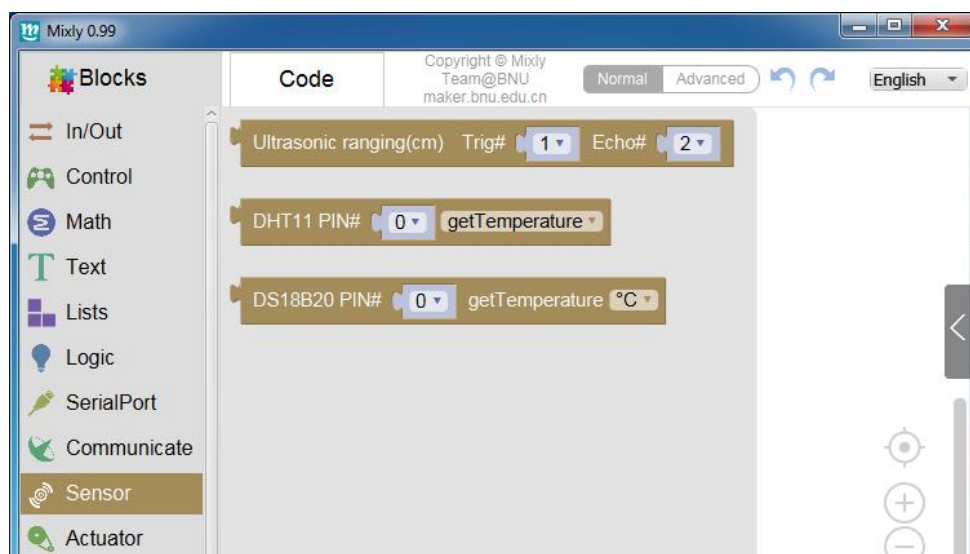 Mixly 0.99
Blocks
Code
Copyright © Mixly
Team@BNU
maker.bnu.edu.cn
Normal
Advanced
English
In/Out
Control
Math
Text
Lists
Logic
SerialPort
Communicate
Sensor
Actuator
Ultrasonic ranging(cm) Trig# 1 Echo# 2
DHT11 PIN# 0 getTemperature
DS18B20 PIN# 0 getTemperature °C